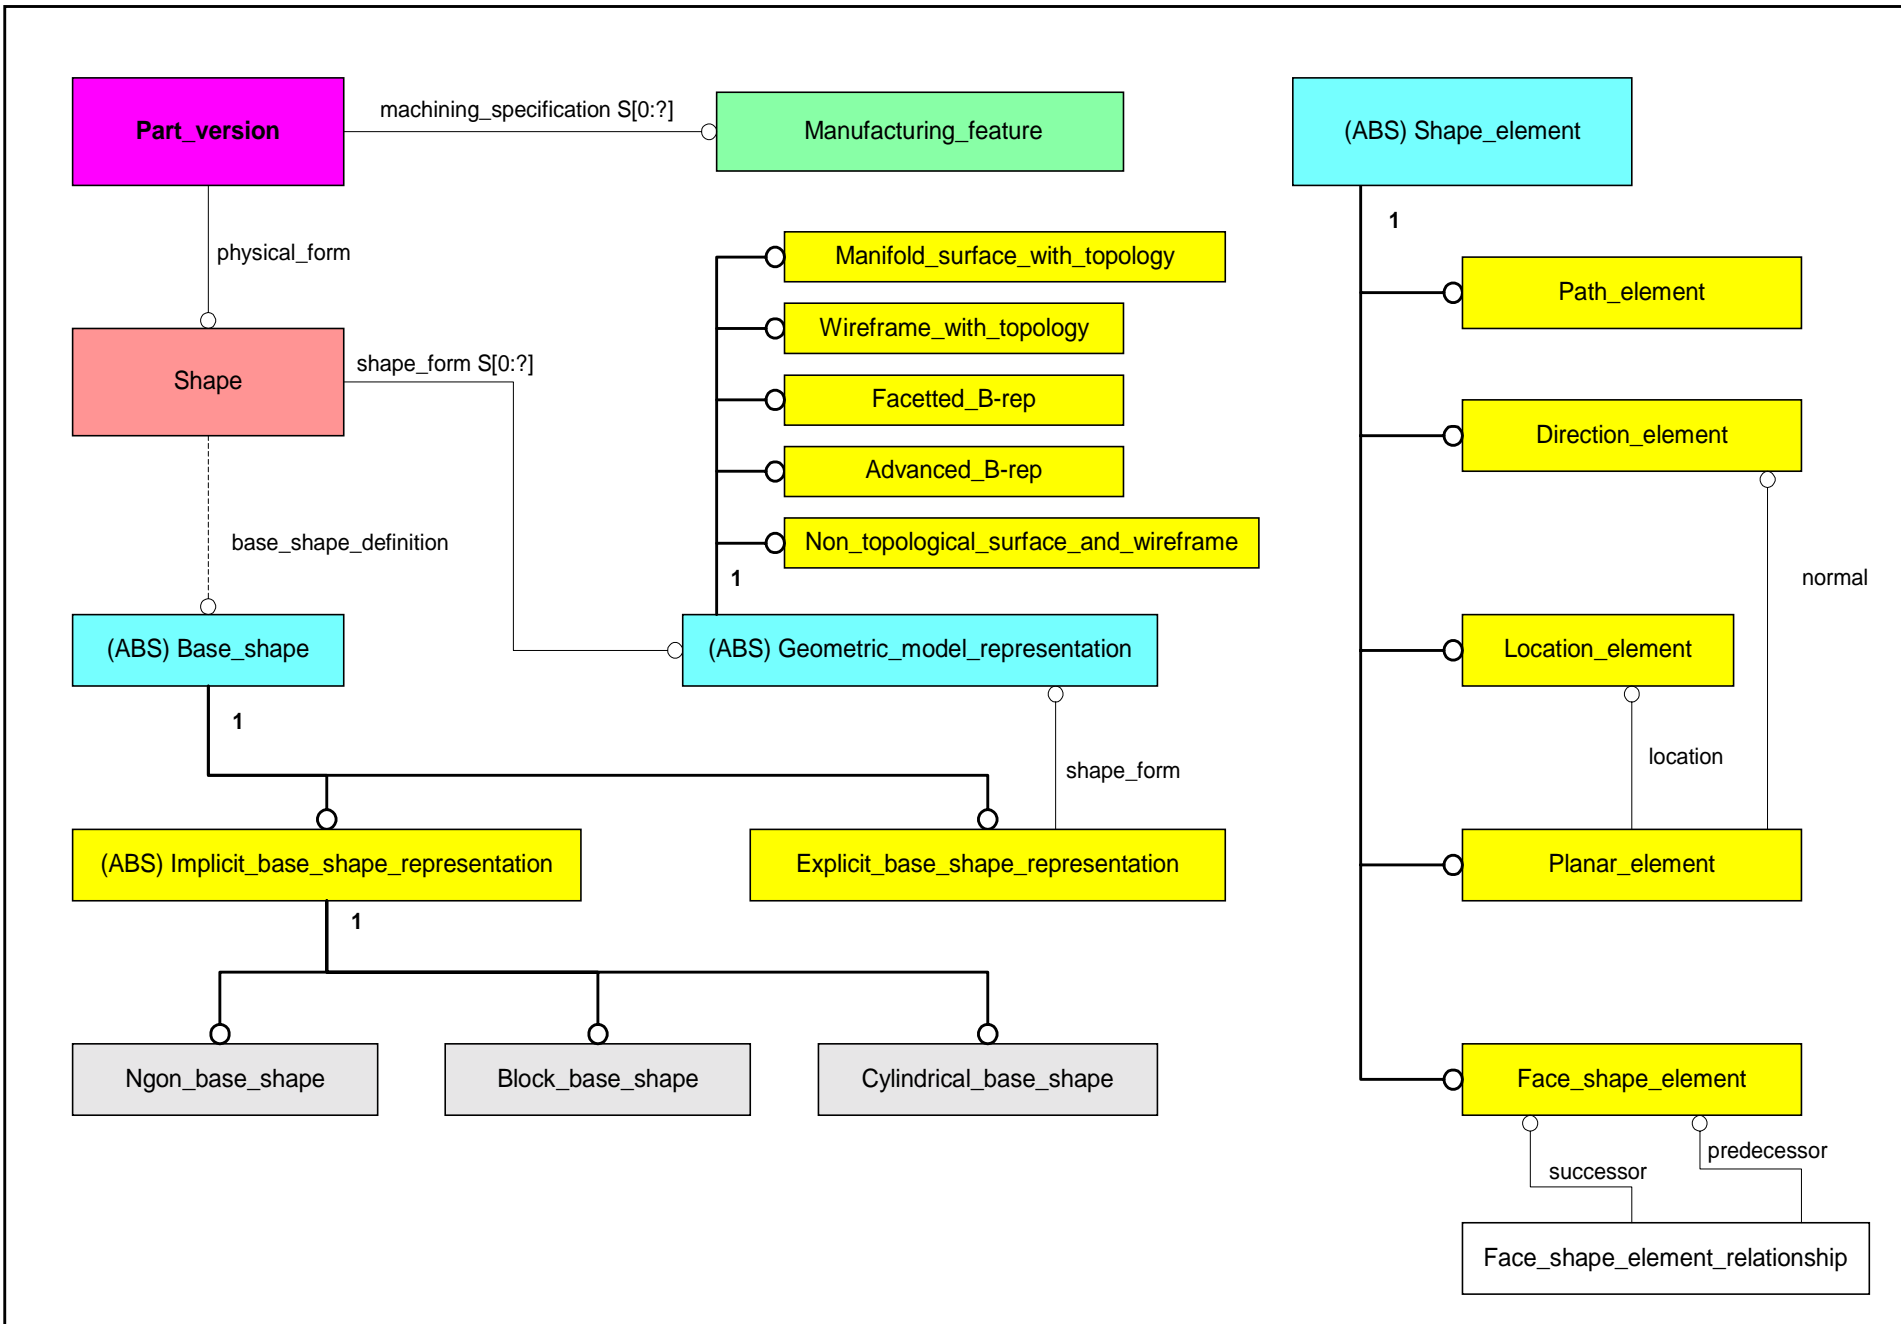 Part_version
machining_specification S[0:?]
Manufacturing_feature
(ABS) Shape_element
1
physical_form
Manifold_surface_with_topology
Path_element
Wireframe_with_topology
Shape
shape_form S[0:?]
Facetted_B-rep
Direction_element
Advanced_B-rep
base_shape_definition
Non_topological_surface_and_wireframe
1
normal
(ABS) Base_shape
(ABS) Geometric_model_representation
Location_element
1
shape_form
location
(ABS) Implicit_base_shape_representation
Explicit_base_shape_representation
Planar_element
1
Ngon_base_shape
Block_base_shape
Cylindrical_base_shape
Face_shape_element
predecessor
successor
Face_shape_element_relationship